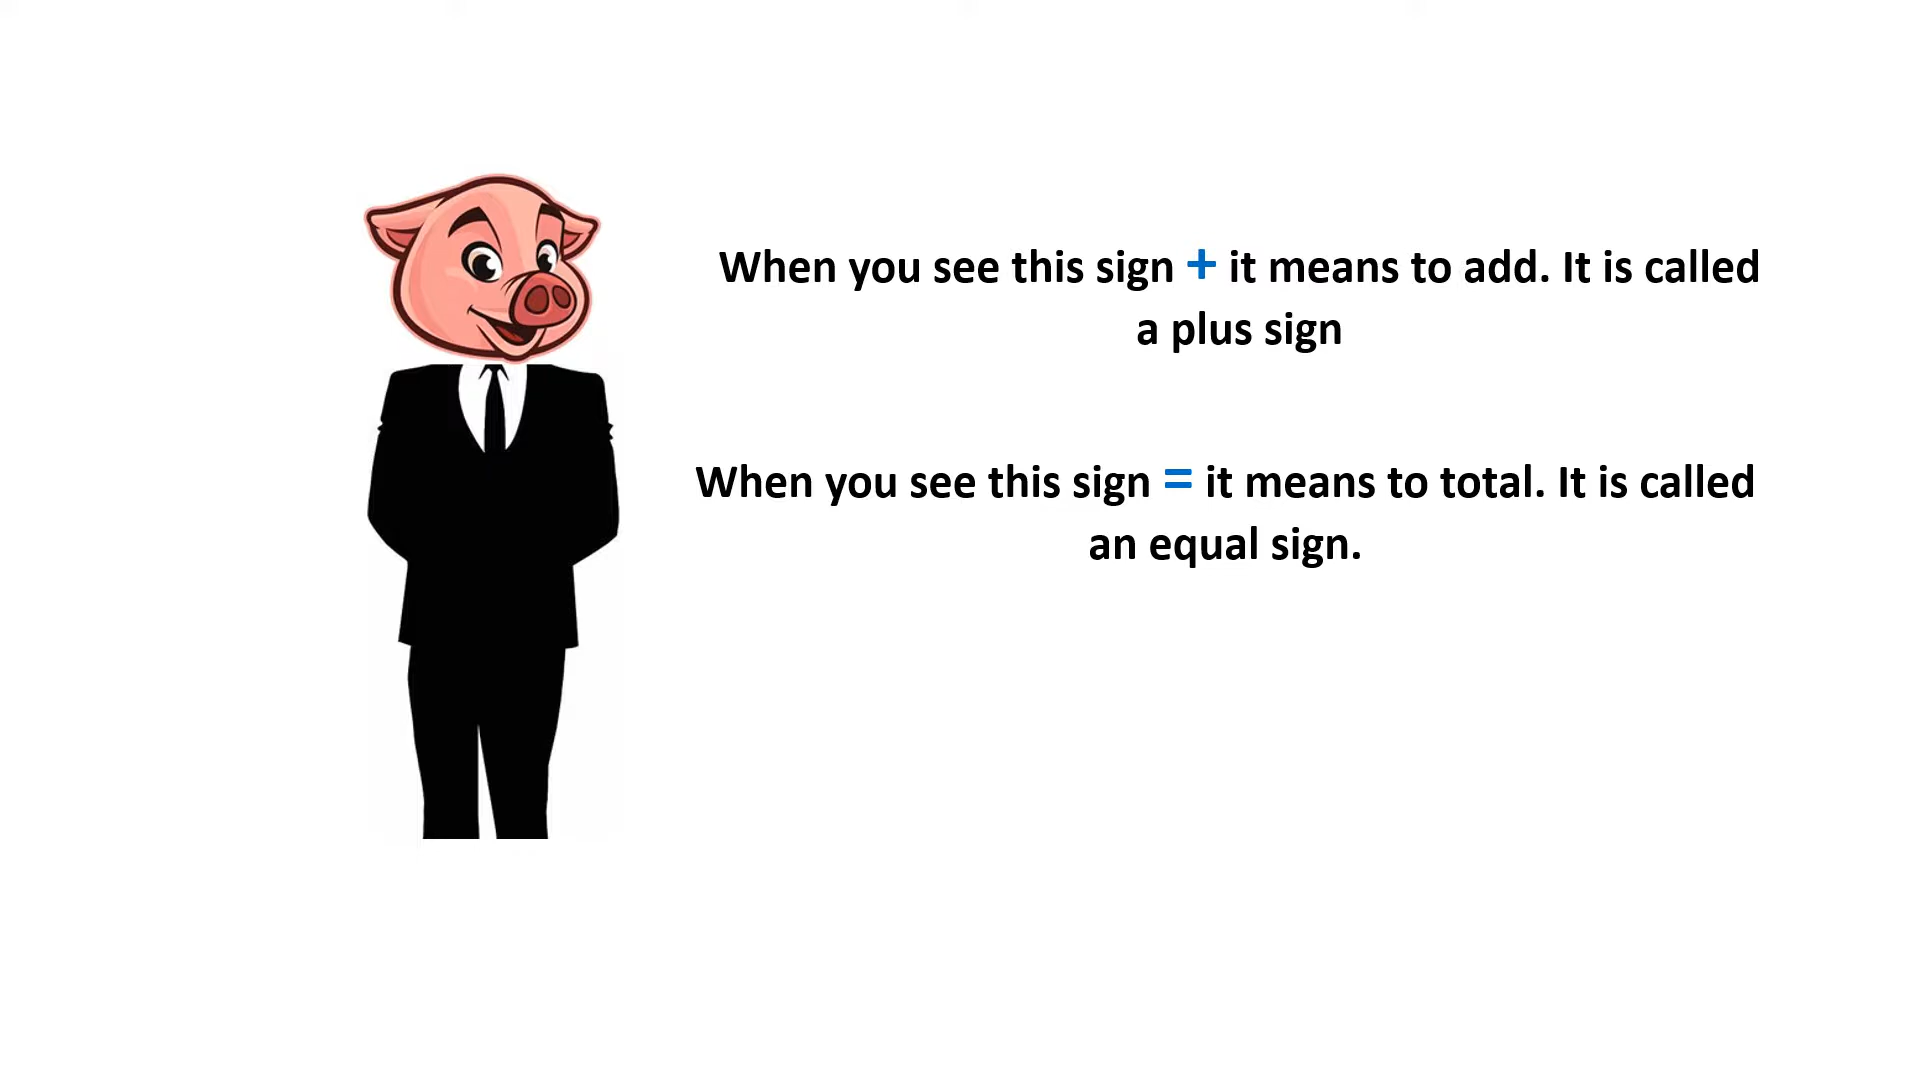 When you see this sign + it means to add. It is called
a plus sign
When you see this sign = it means to total. It is called
an equal sign.